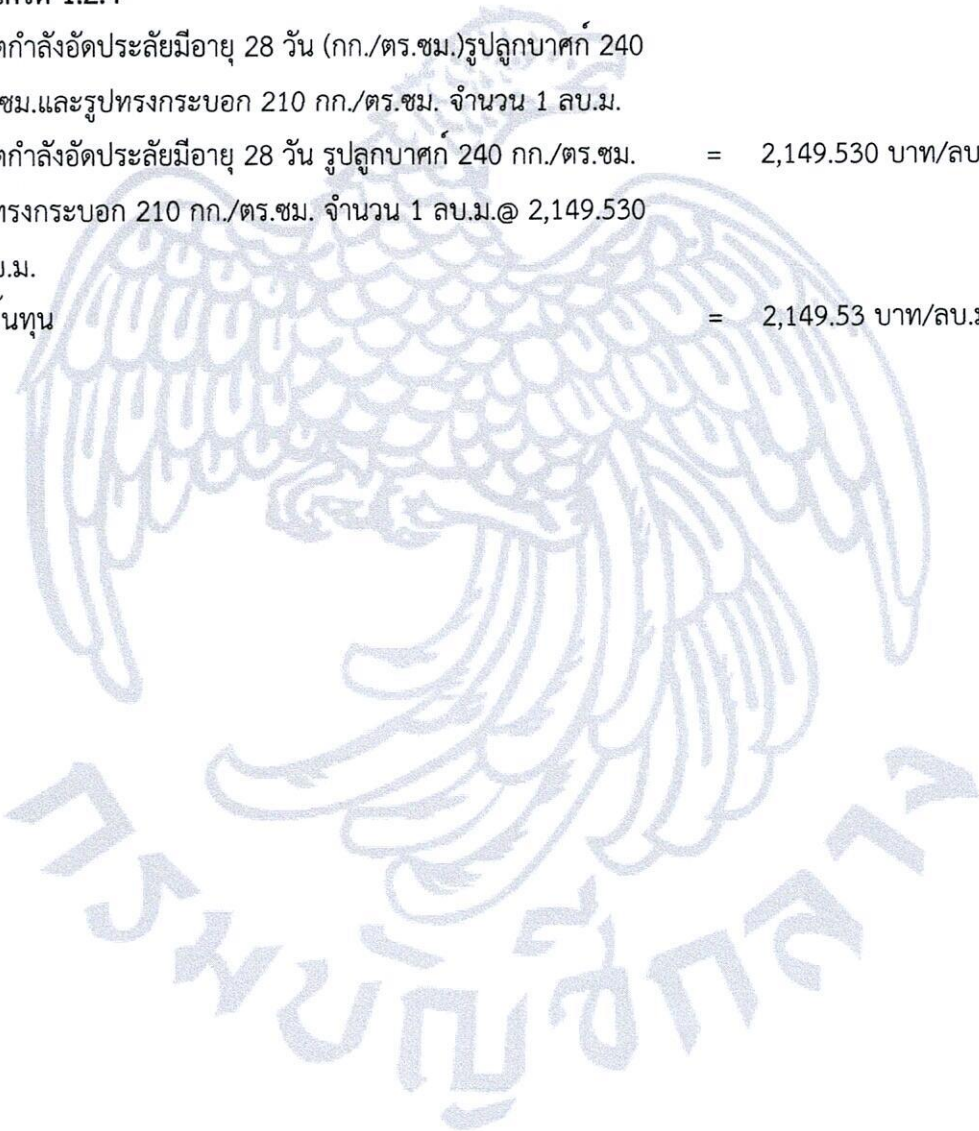 1.2.4
กำลังอัดประลัยมีอายุ 28 วัน (กก./ตร.ซม.)รูปลูกบาศก์ 240
ซม.และรูปทรงกระบอก 210 กก./ตร.ซม. จำนวน 1 ลบ.ม.
กำลังอัดประลัยมีอายุ 28 วัน รูปลูกบาศก์ 240 กก./ตร.ซม. = 2,149.530 บาท/ลบ
ทรงกระบอก 210 กก./ตร.ซม. จำนวน 1 ลบ.ม.@ 2,149.530
บ.ม.
้นทุน = 2,149.53 บาท/ลบ.ม
กรมบัญชีกลาง